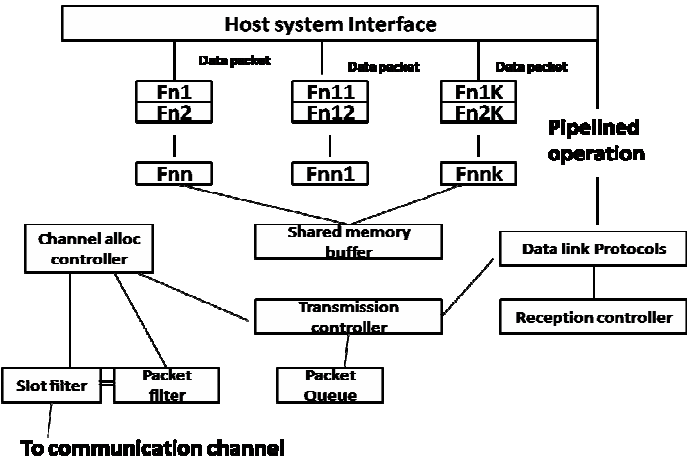 Host system Interface
Data packet
Data packet
Data packet
Fn1
Fn2
Fn11
Fn12
Fn1K
Fn2K
Pipelined
operation
Fnn
Fnn1
Fnnk
Channel alloc
controller
Shared memory
buffer
Data link Protocols
Transmission
controller
Reception controller
Slot filter
Packet
filter
Packet
Queue
To communication channel